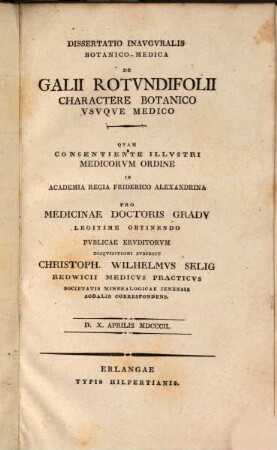 DISSERTATIO INAVGVRALIS
BOTANICO-MEDICA
DE
GALII ROTVNDIFOLII
CHARACTERE BOTANICO
VSVQVE MEDICO
QVAM
CONSENTIENTE ILLVSTRI
MEDICORVM ORDINE
IN
ACADEMIA REGIA FRIDERICO ALEXANDRINA
PRO
MEDICINAE DOCTORIS GRADV
LEGITIME OBTINENDO
PVBLICAE ERVDITORVM
DISQVISITIONI SVBIICIT
CHRISTOPH. WILHELMVS SELIG
REDWICII MEDICVS PRACTICVS
SOCIETATIS MINERALOGICAE IENENSIS
SODALIS CORRESPONDENS.
D. X. APRILIS MDCCCII.
ERLANGAE
TYPIS HILPERTIANIS.